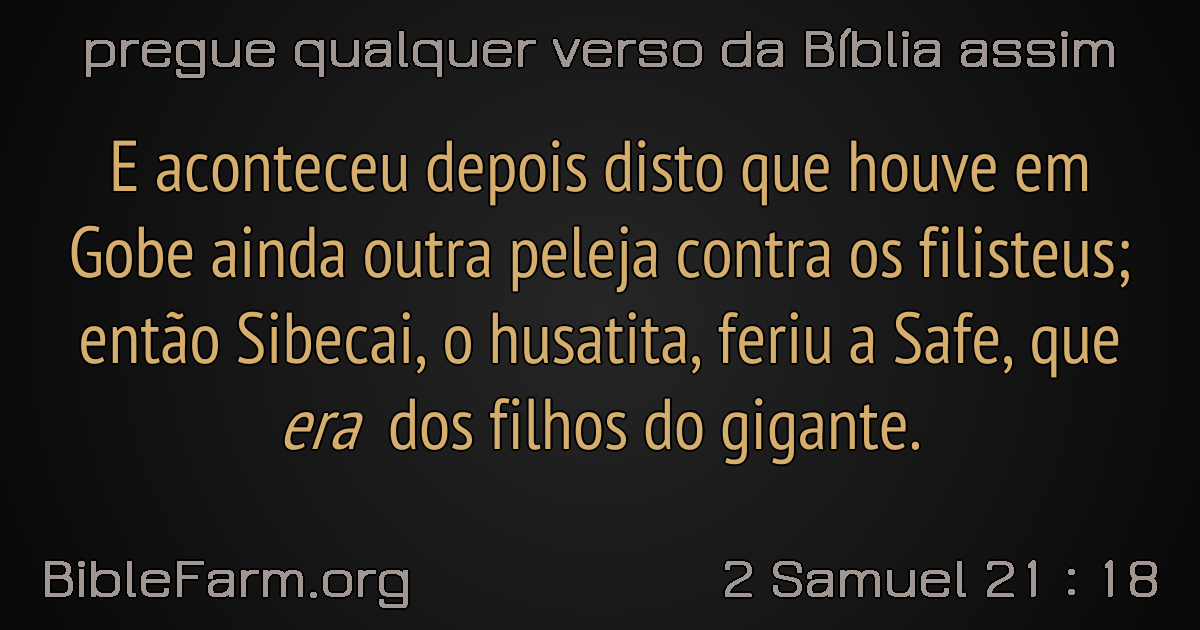 pregue qualquer verso da Bíblia assim
E aconteceu depois disto que houve em
Gobe ainda outra peleja contra os filisteus;
então Sibecai, o husatita, feriu a Safe, que
era dos filhos do gigante.
BibleFarm.org
2 Samuel 21 : 18